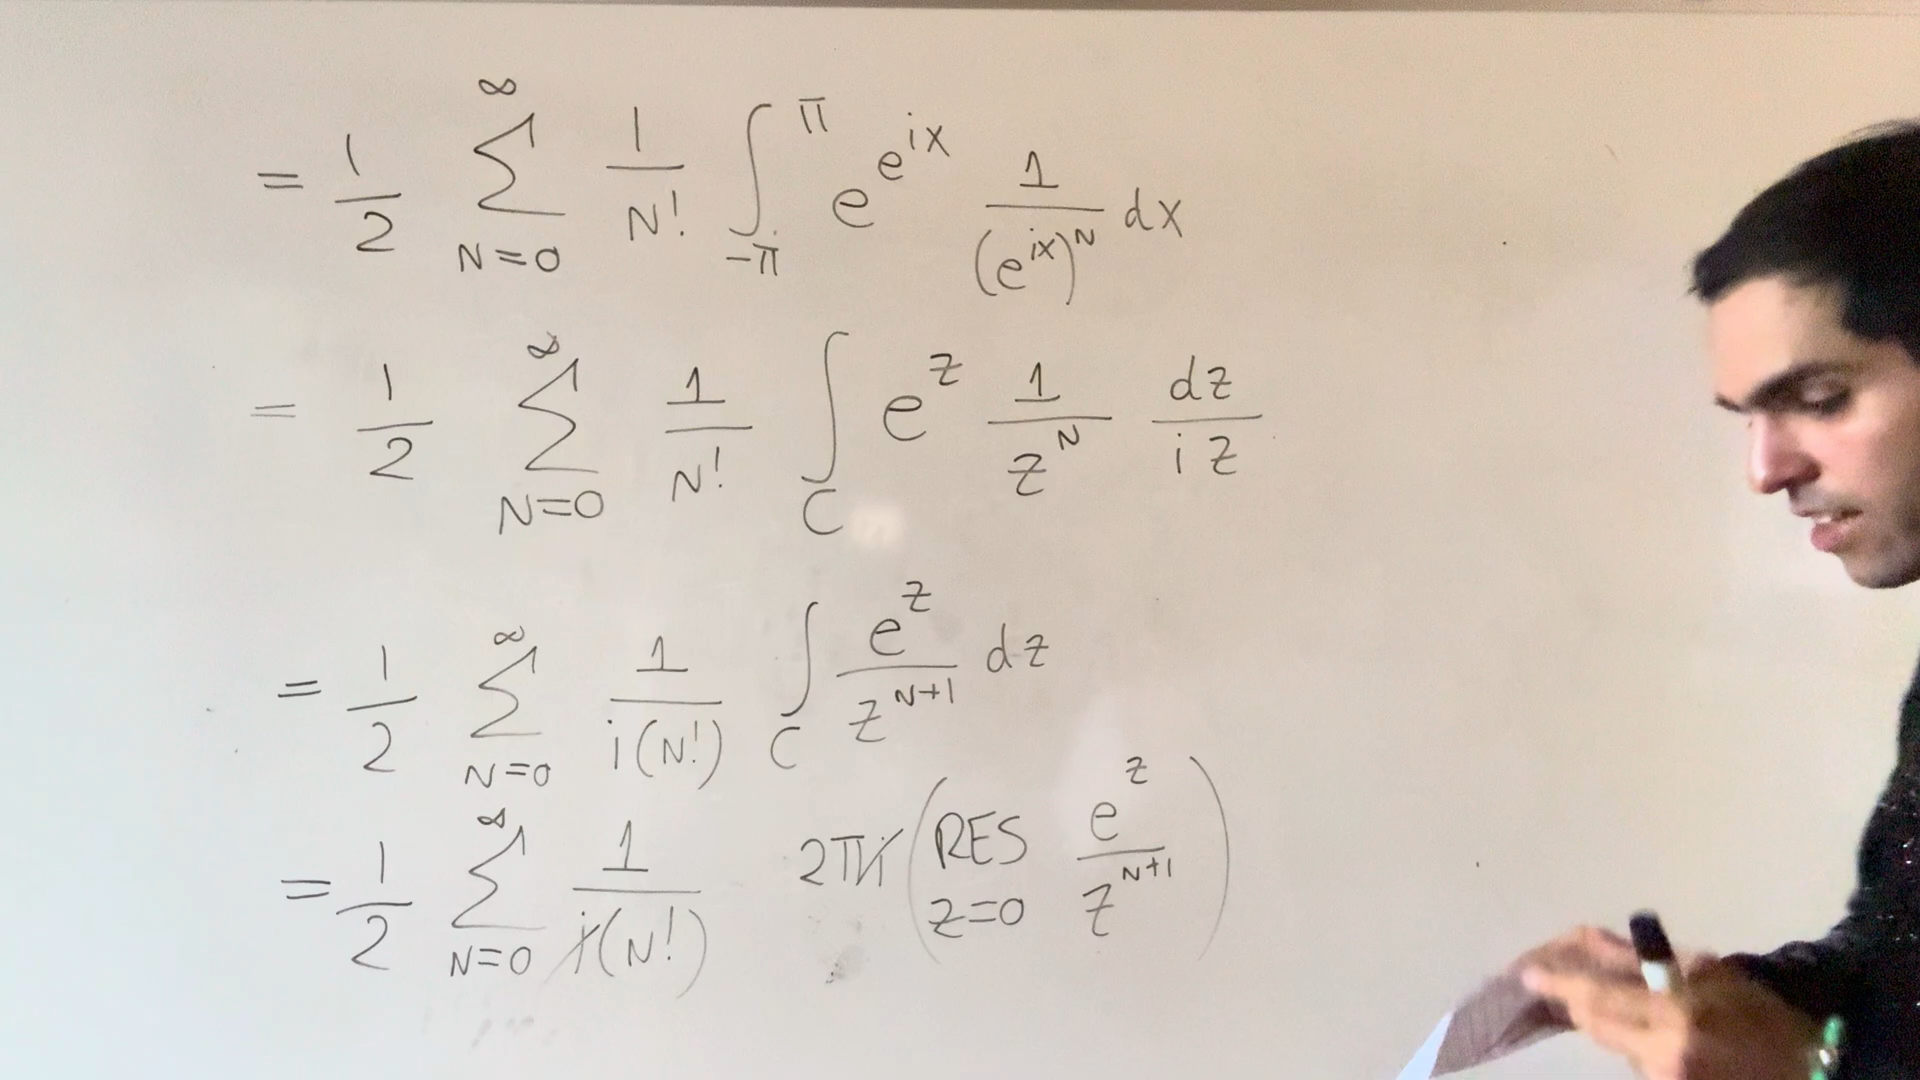 = 1/2 ∑_{N=0}^{∞} 1/N! ∫_{-π}^{π} e^{e^{ix}} 1/(e^{ix})^N dx
= 1/2 ∑_{N=0}^{∞} 1/N! ∫_C e^z 1/z^N dz/iz
= 1/2 ∑_{N=0}^{∞} 1/i(N!) ∫_C e^z/z^{N+1} dz
= 1/2 ∑_{N=0}^{∞} 1/i(N!) 2πi (RES_{z=0} e^z/z^{N+1})